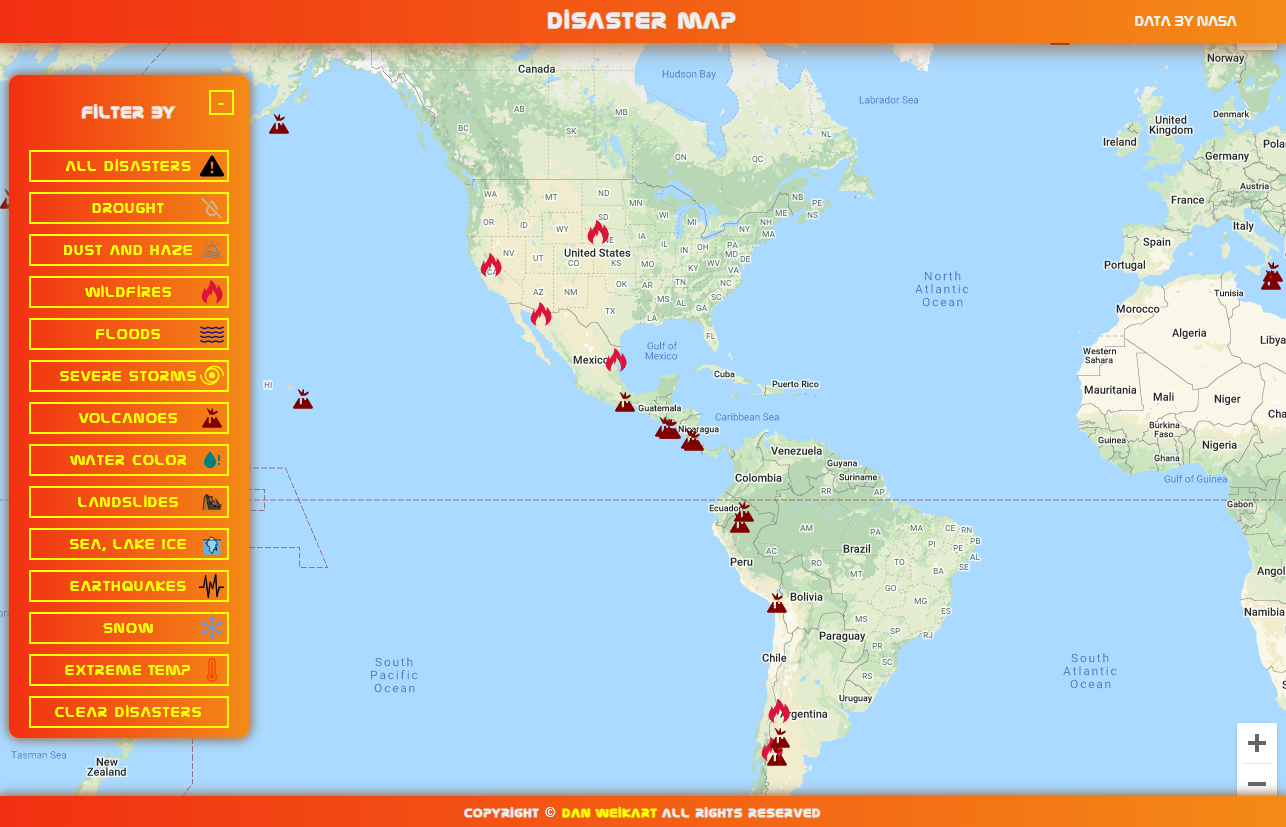 DISASTER MAP
DATA BY NASA
FILTER BY
-
ALL DISASTERS
DROUGHT
DUST AND HAZE
WILDFIRES
FLOODS
SEVERE STORMS
VOLCANOES
WATER COLOR
LANDSLIDES
SEA, LAKE ICE
EARTHQUAKES
SNOW
EXTREME TEMP
CLEAR DISASTERS
Canada
Hudson Bay
Labrador Sea
Norway
AB
MB
BC
SK
ON
QC
NL
NB
PE
NS
United
Kingdom
Ireland
Denmark
Germany
Pola
Austria
France
Italy
Spain
Portugal
WA
MT
ND
MN
OR
ID
SD
WI
MI
NY
NH
MA
ME
WY
IA
PA
NV
UT
United States
IL
IN
OH
MD
DE
CO
KS
MO
WV
KY
VA
CA
AZ
NM
OK
AR
TN
NC
SC
TX
MS
AL
GA
LA
FL
North
Atlantic
Ocean
Tunisia
Morocco
Algeria
Libya
Western
Sahara
Gulf of
Mexico
Mexico
Cuba
Puerto Rico
HI
Guatemala
Caribbean Sea
Nicaragua
Mauritania
Mali
Niger
Cha
Burkina
Faso
Guinea
Ghana
Nigeria
Gulf of Guinea
Gabon
Venezuela
Guyana
Colombia
Suriname
RR
AP
Ecuador
AM
PA
MA
CE
RN
PB
PI
PE
AC
RO
TO
SE
Peru
Brazil
BA
MT
GO
Bolivia
MG
ES
MS
SP
RJ
Paraguay
PR
SC
RS
Chile
Uruguay
Argentina
Angol
Namibia
South
Pacific
Ocean
South
Atlantic
Ocean
Tasman Sea
New
Zealand
COPYRIGHT © DAN WEIKART ALL RIGHTS RESERVED